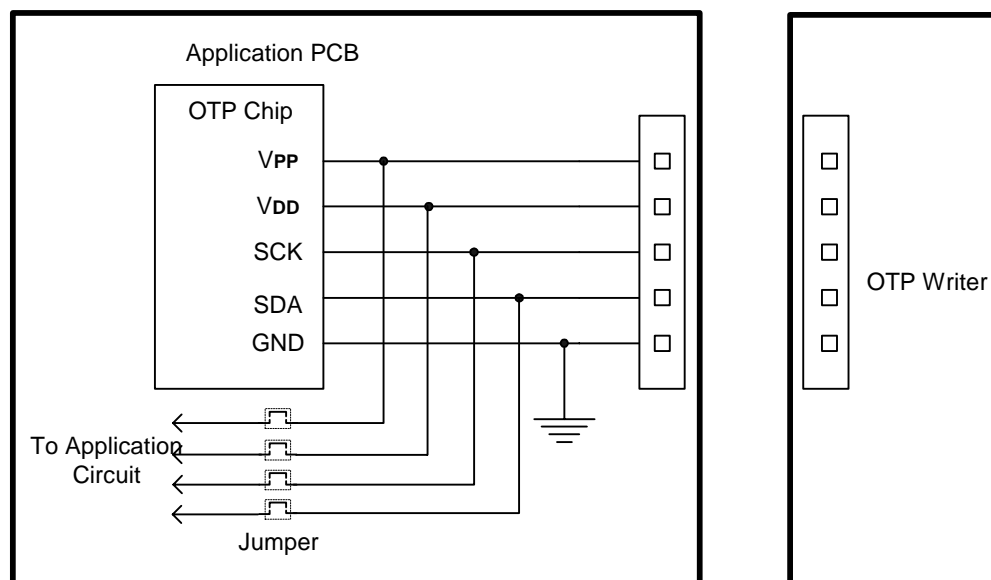 Application PCB
OTP Chip
VPP
VDD
SCK
SDA
GND
OTP Writer
To Application
Circuit
Jumper